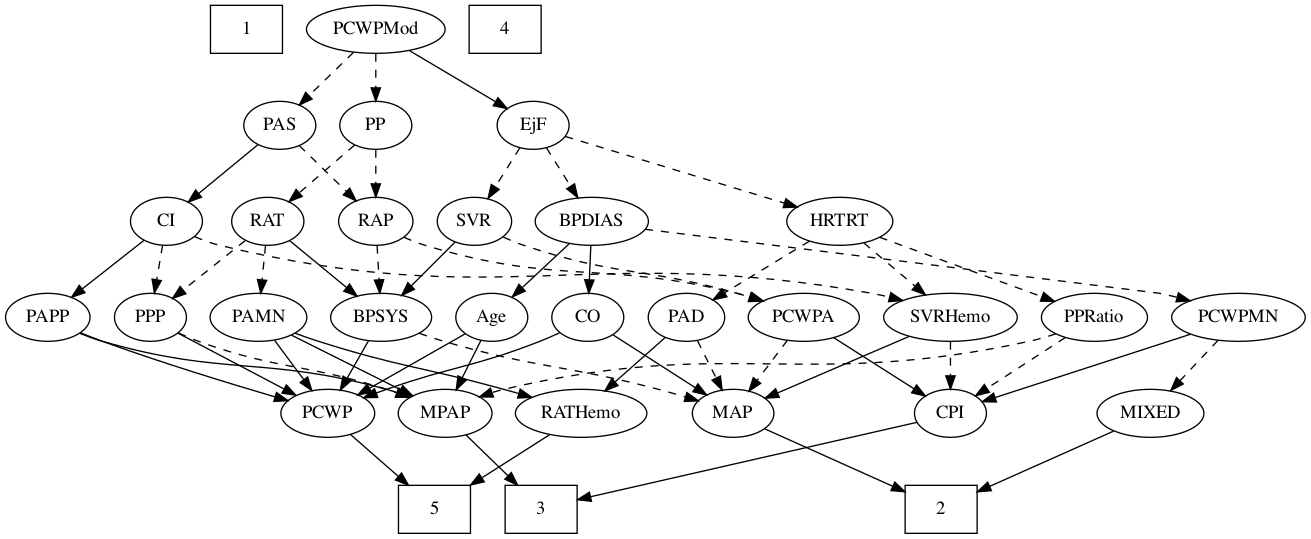 1
PCWPMod
4
PAS
PP
EjF
CI
RAT
RAP
SVR
BPDIAS
HRTRT
PAPP
PPP
PAMN
BPSYS
Age
CO
PAD
PCWPA
SVRHemo
PPRatio
PCWPMN
PCWP
MPAP
RATHemo
MAP
CPI
MIXED
5
3
2